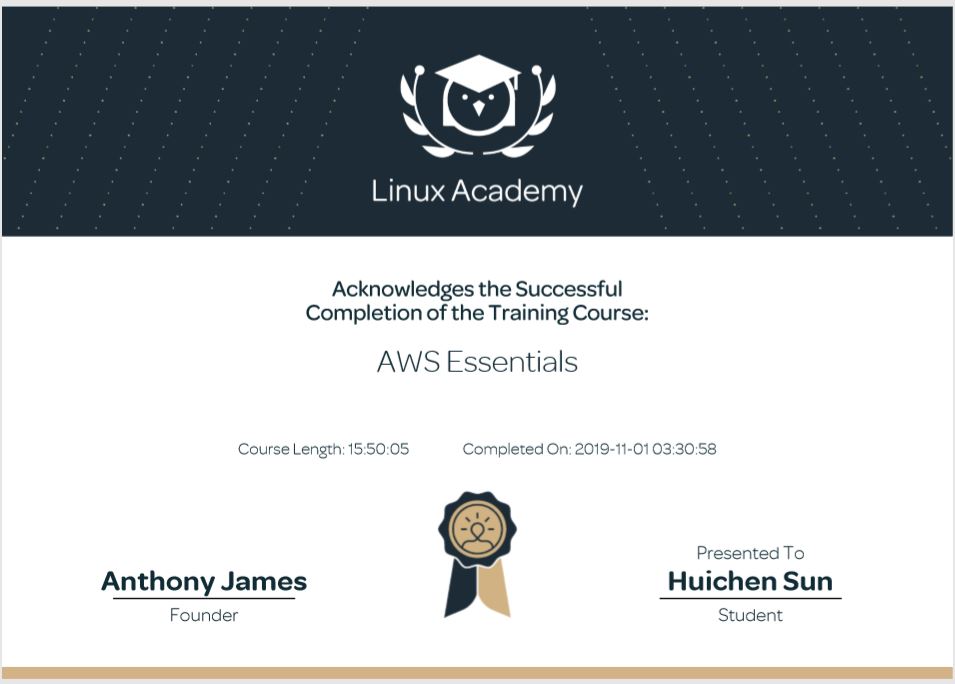 Linux Academy
Acknowledges the Successful
Completion of the Training Course:
AWS Essentials
Course Length: 15:50:05
Completed On: 2019-11-01 03:30:58
Anthony James
Founder
Presented To
Huichen Sun
Student